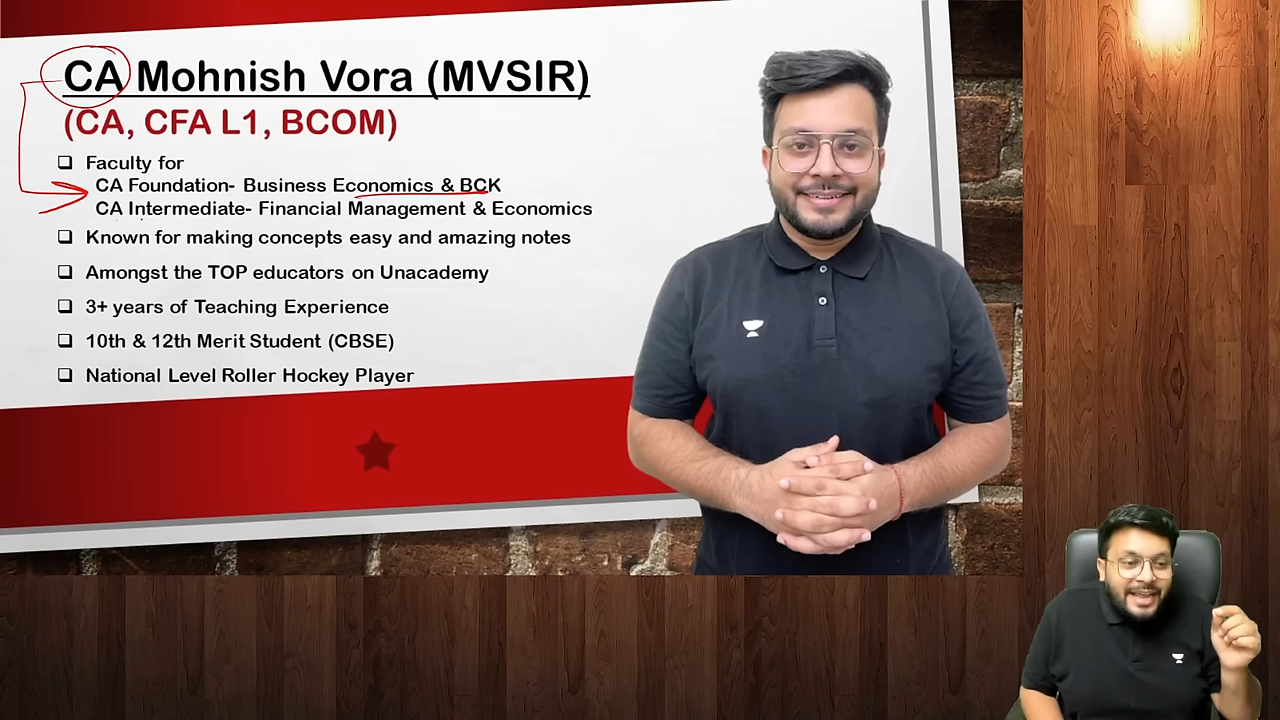 CA Mohnish Vora (MVSIR)
(CA, CFA L1, BCOM)
❑ Faculty for
CA Foundation- Business Economics & BCK
CA Intermediate- Financial Management & Economics
❑ Known for making concepts easy and amazing notes
❑ Amongst the TOP educators on Unacademy
❑ 3+ years of Teaching Experience
❑ 10th & 12th Merit Student (CBSE)
❑ National Level Roller Hockey Player